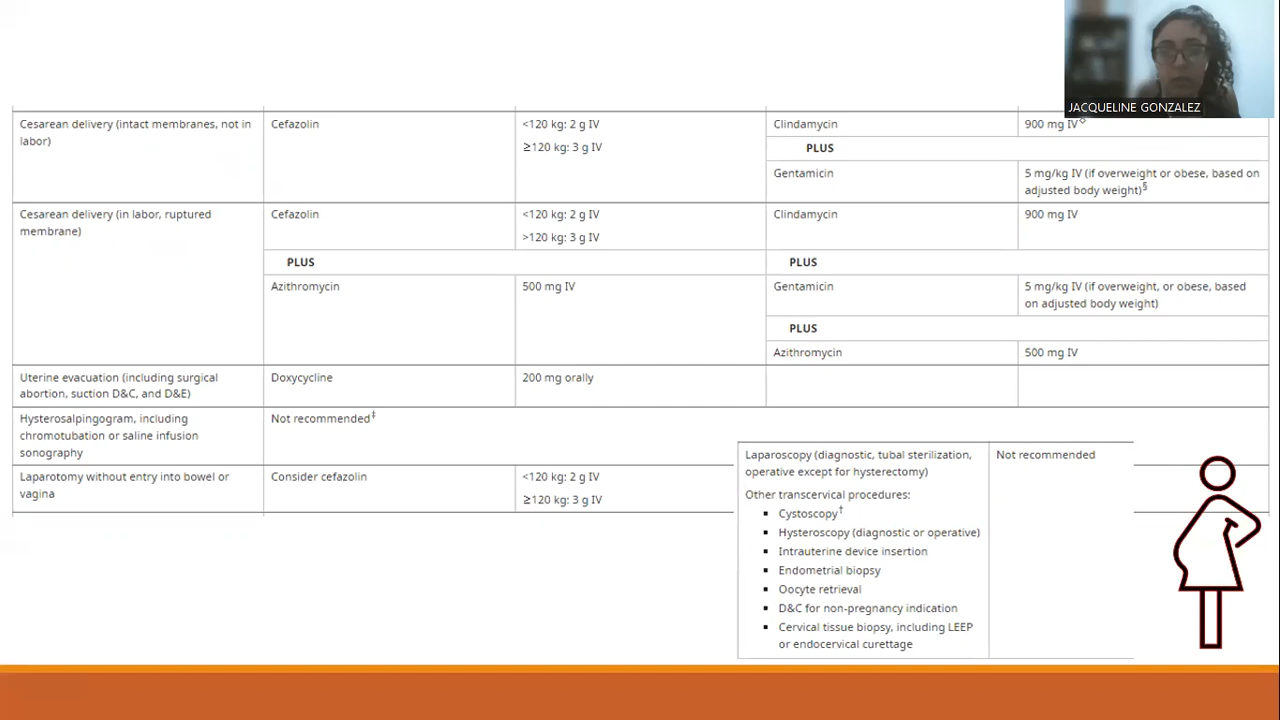 JACQUELINE GONZALEZ
Cesarean delivery (intact membranes, not in
labor)
Cefazolin
<120 kg: 2 g IV
≥120 kg: 3 g IV
Clindamycin
900 mg IV◊
PLUS
Gentamicin
5 mg/kg IV (if overweight or obese, based on
adjusted body weight)§
Cesarean delivery (in labor, ruptured
membrane)
Cefazolin
<120 kg: 2 g IV
>120 kg: 3 g IV
Clindamycin
900 mg IV
PLUS
PLUS
Azithromycin
500 mg IV
Gentamicin
5 mg/kg IV (if overweight, or obese, based
on adjusted body weight)
PLUS
Azithromycin
500 mg IV
Uterine evacuation (including surgical
abortion, suction D&C, and D&E)
Doxycycline
200 mg orally
Hysterosalpingogram, including
chromotubation or saline infusion
sonography
Not recommended‡
Laparotomy without entry into bowel or
vagina
Consider cefazolin
<120 kg: 2 g IV
≥120 kg: 3 g IV
Laparoscopy (diagnostic, tubal sterilization,
operative except for hysterectomy)
Not recommended
Other transcervical procedures:
▪ Cystoscopy†
▪ Hysteroscopy (diagnostic or operative)
▪ Intrauterine device insertion
▪ Endometrial biopsy
▪ Oocyte retrieval
▪ D&C for non-pregnancy indication
▪ Cervical tissue biopsy, including LEEP
or endocervical curettage